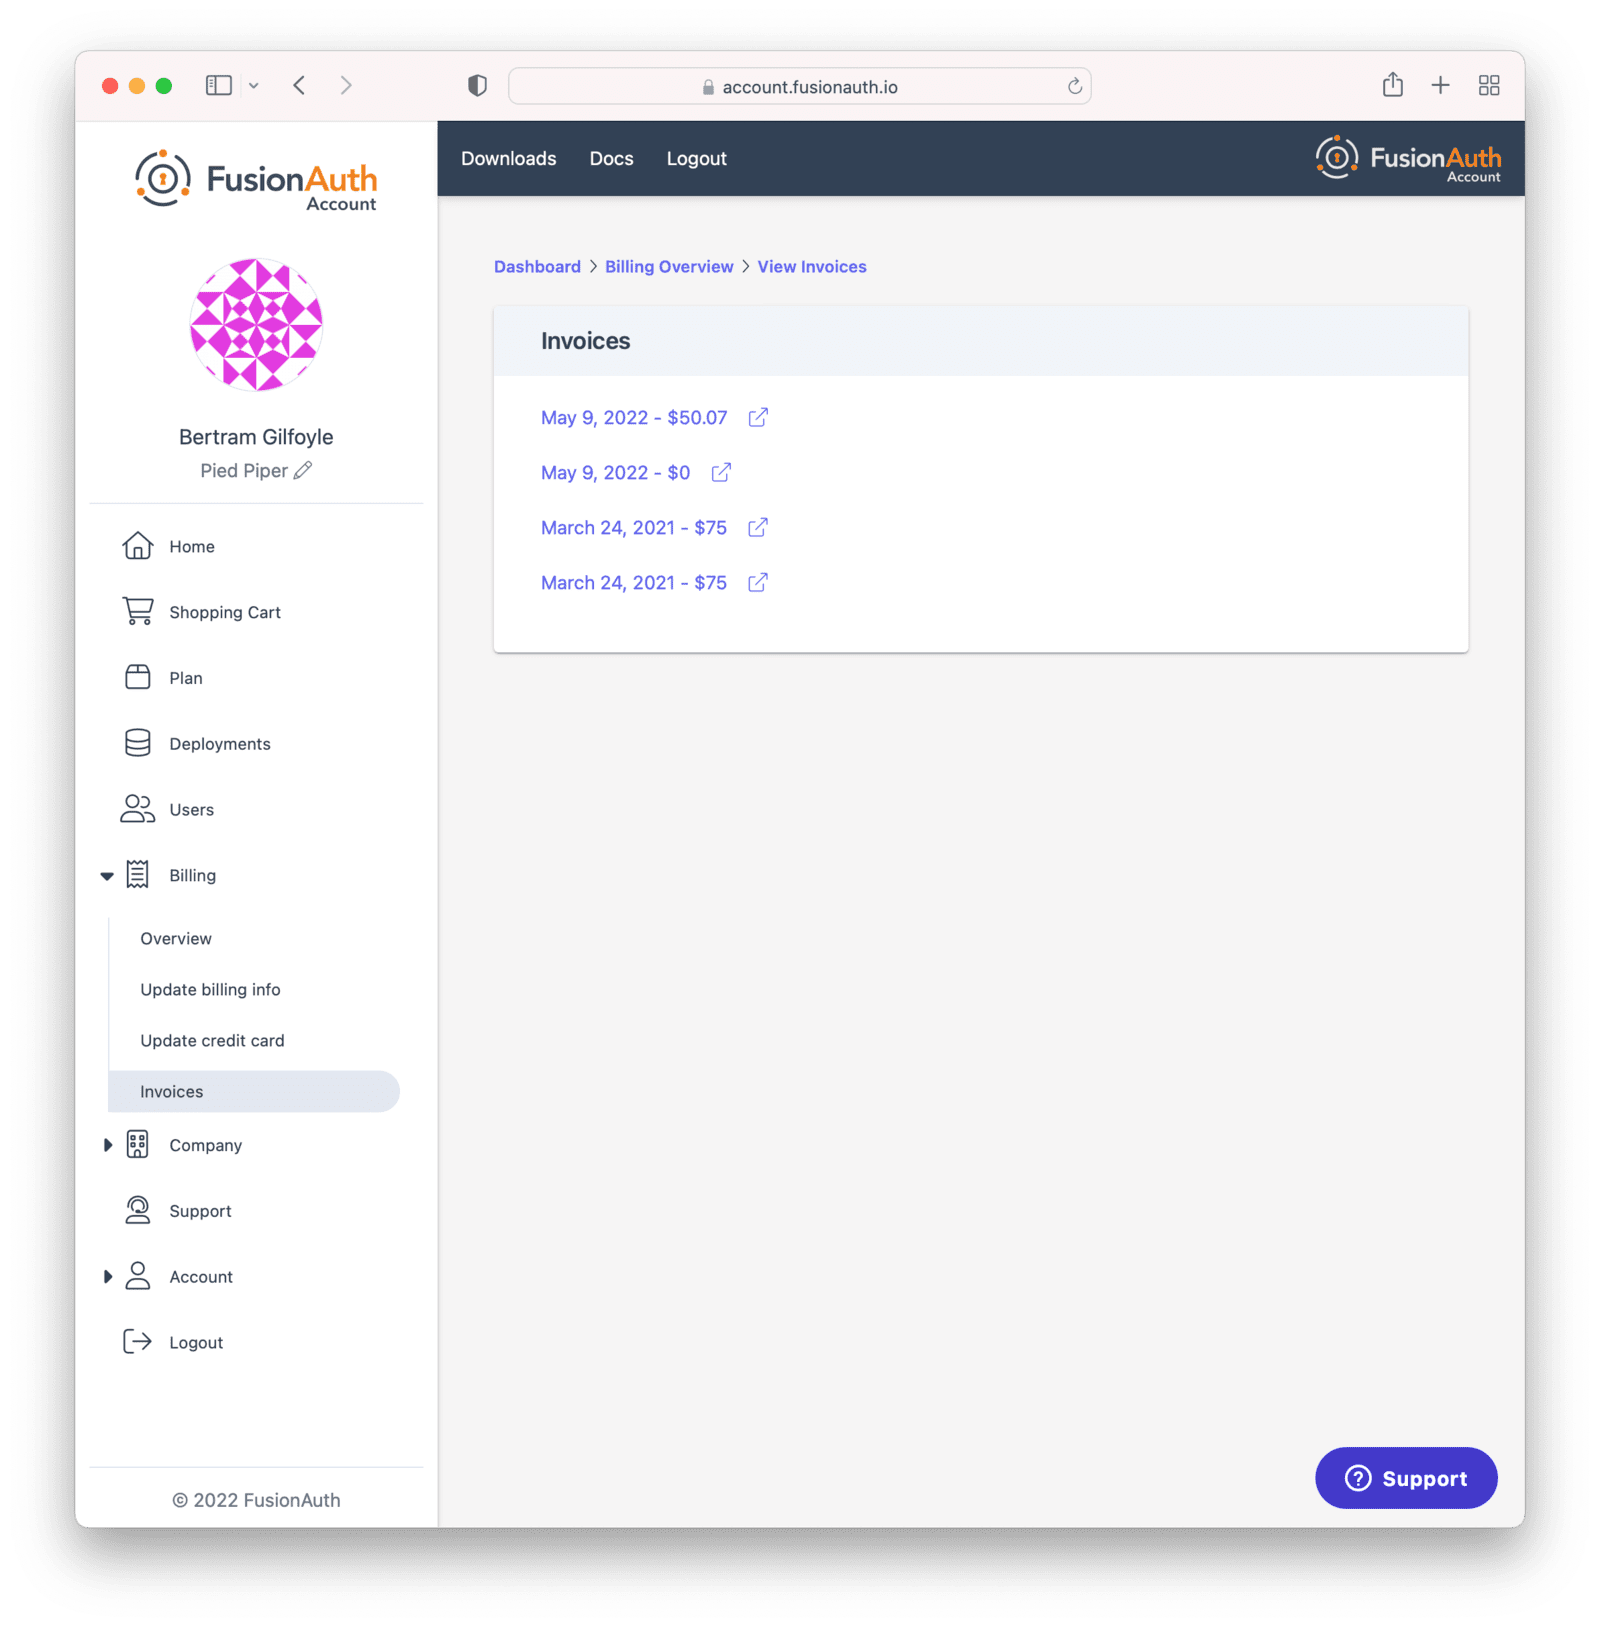 account.fusionauth.io
FusionAuth
Account
Bertram Gilfoyle
Pied Piper
Home
Shopping Cart
Plan
Deployments
Users
Billing
Overview
Update billing info
Update credit card
Invoices
Company
Support
Account
Logout
© 2022 FusionAuth
Downloads Docs Logout
FusionAuth
Account
Dashboard > Billing Overview > View Invoices
Invoices
May 9, 2022 - $50.07
May 9, 2022 - $0
March 24, 2021 - $75
March 24, 2021 - $75
Support